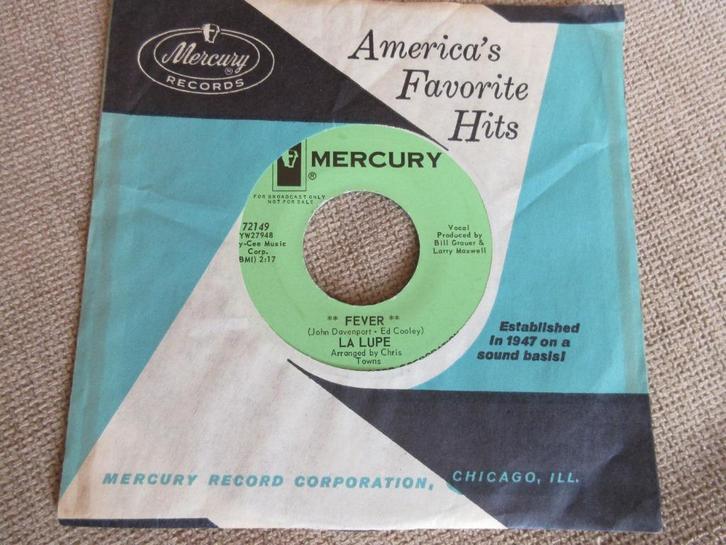 Mercury
RECORDS
America's
Favorite
Hits
MERCURY
®
FOR BROADCAST ONLY
NOT FOR SALE
72149
YW27948
y-Cee Music
Corp.
BMI) 2:17
Vocal
Produced by
Bill Grauer &
Larry Maxwell
** FEVER **
(John Davenport - Ed Cooley)
LA LUPE
Arranged by Chris
Towns
Established
in 1947 on a
sound basis!
MERCURY RECORD CORPORATION, CHICAGO, ILL.